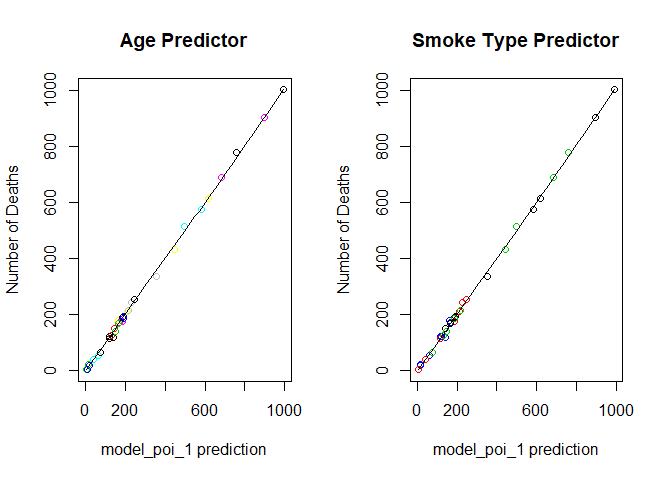 Age Predictor
Number of Deaths
1000
800
600
400
200
0
0 200 600 1000
model_poi_1 prediction
Smoke Type Predictor
Number of Deaths
1000
800
600
400
200
0
0 200 600 1000
model_poi_1 prediction